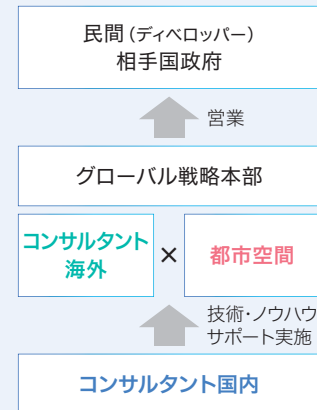 民間（ディベロッパー）
相手国政府
営業
グローバル戦略本部
コンサルタント
海外
×
都市空間
技術・ノウハウ
サポート実施
コンサルタント国内